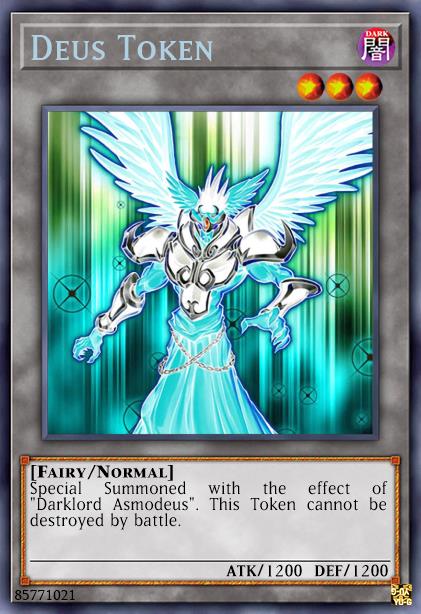 Deus Token
DARK
闇
[Fairy/Normal]
Special Summoned with the effect of
"Darklord Asmodeus". This Token cannot be
destroyed by battle.
ATK/1200 DEF/1200
85771021